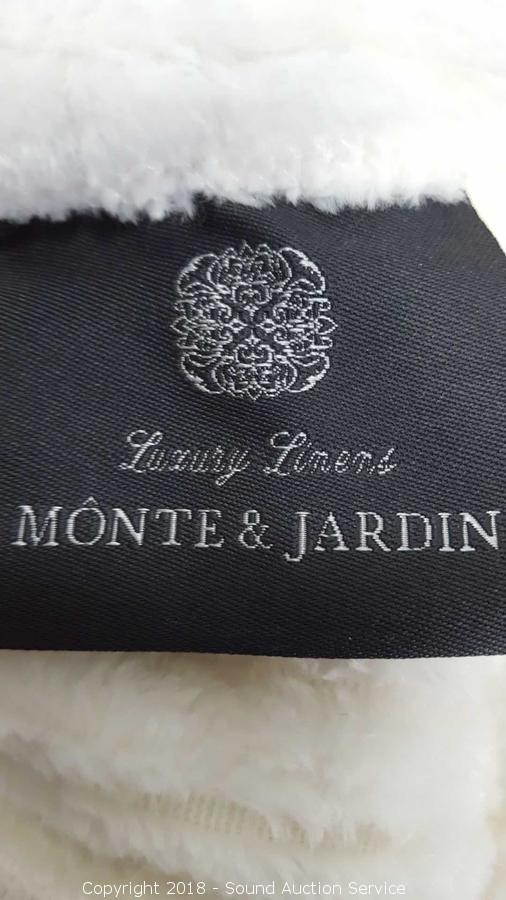 Luxury Linens
MÔNTE & JARDIN
Copyright 2018 - Sound Auction Service